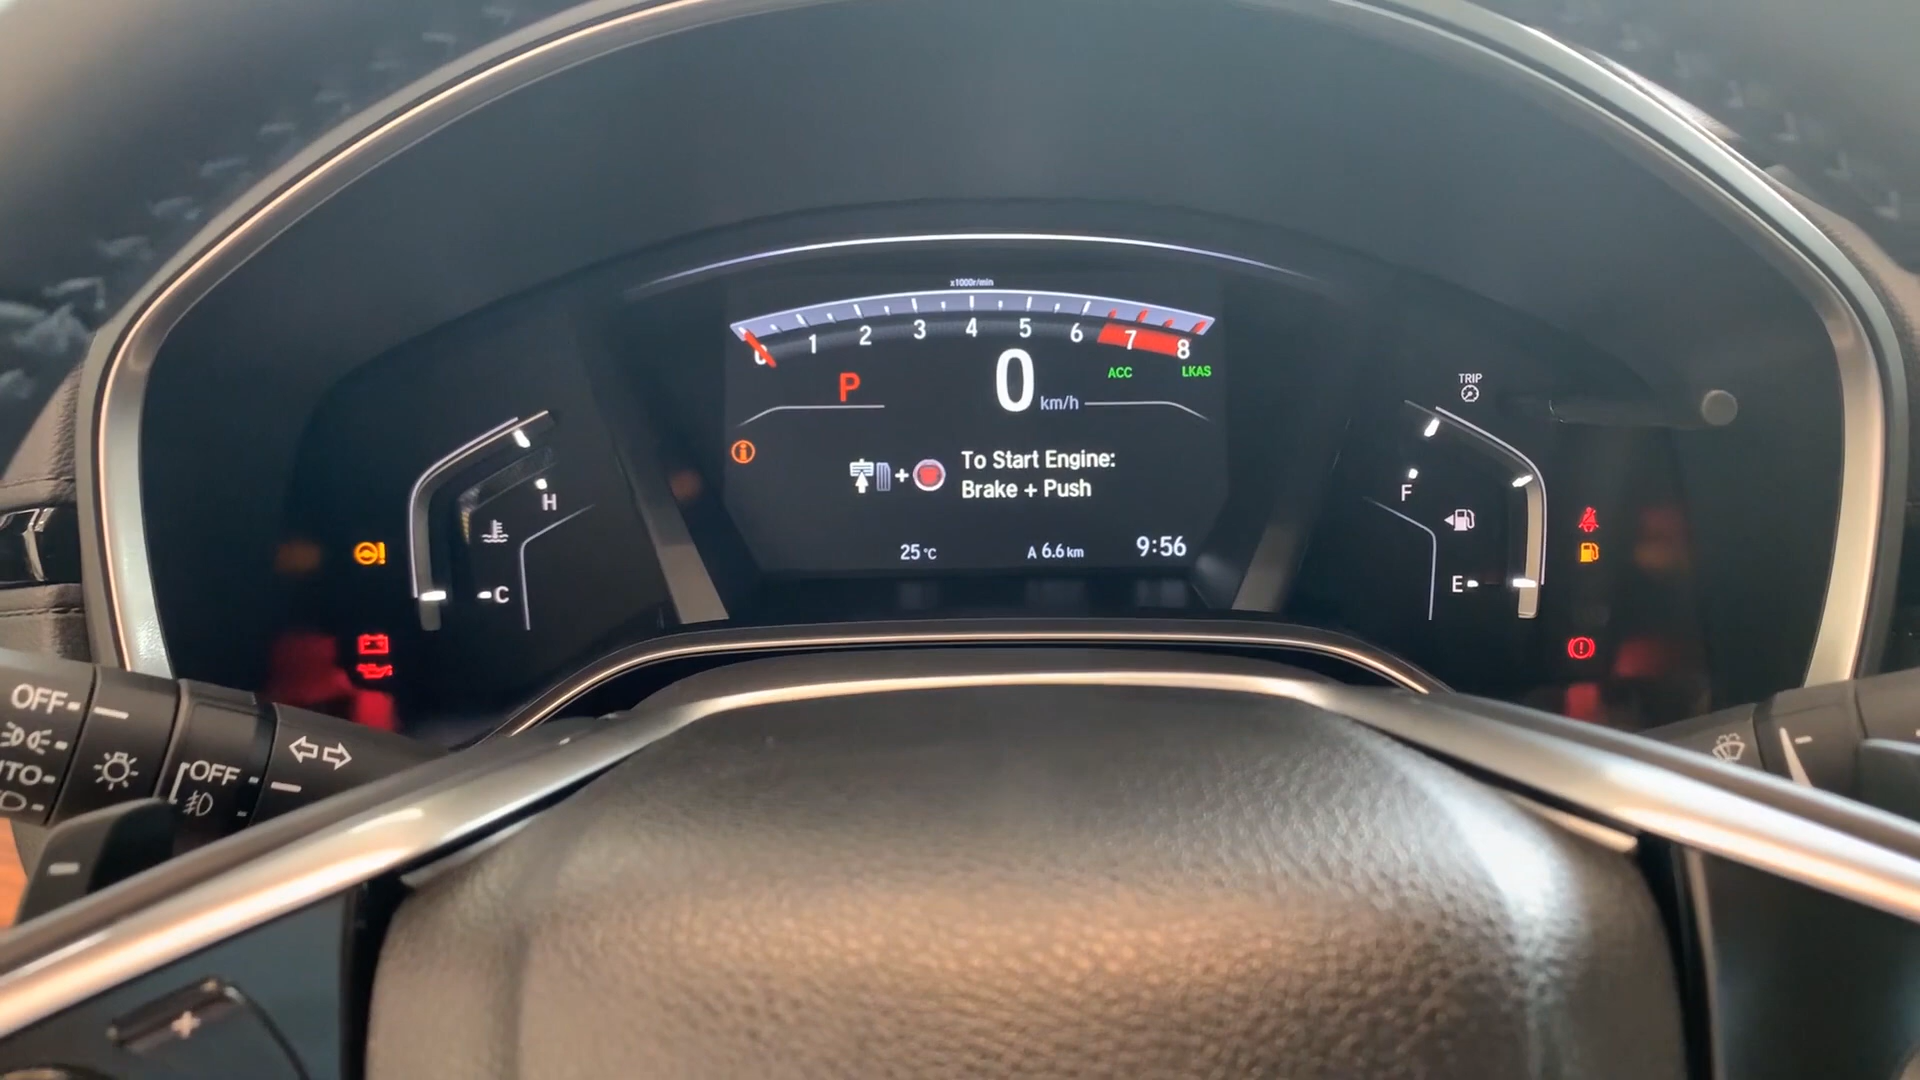 x1000r/min
0 1 2 3 4 5 6 7 8
P
0 km/h
ACC
LKAS
To Start Engine:
Brake + Push
25°C
A 6.6 km
9:56
H
C
TRIP
F
E
OFF
OFF